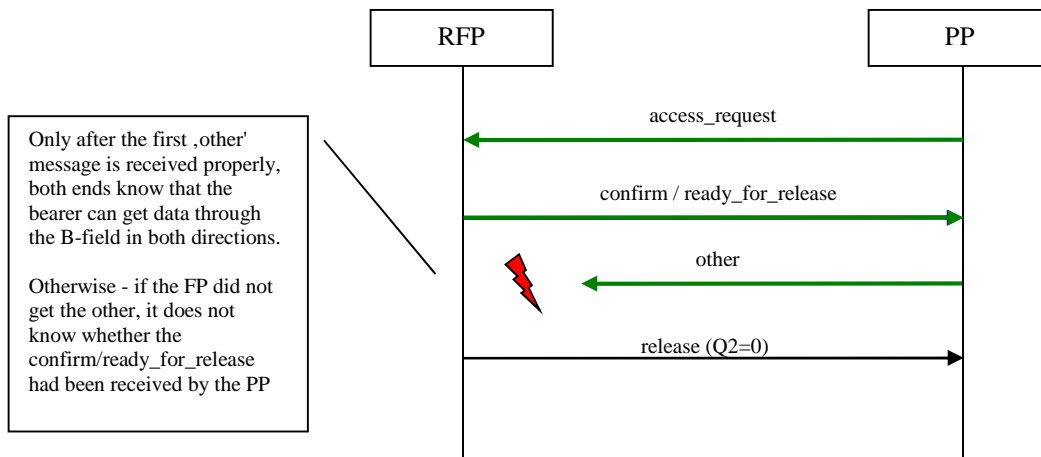 RFP
PP
access_request
Only after the first ‚other'
message is received properly,
both ends know that the
bearer can get data through
the B-field in both directions.
Otherwise - if the FP did not
get the other, it does not
know whether the
confirm/ready_for_release
had been received by the PP
confirm / ready_for_release
other
release (Q2=0)